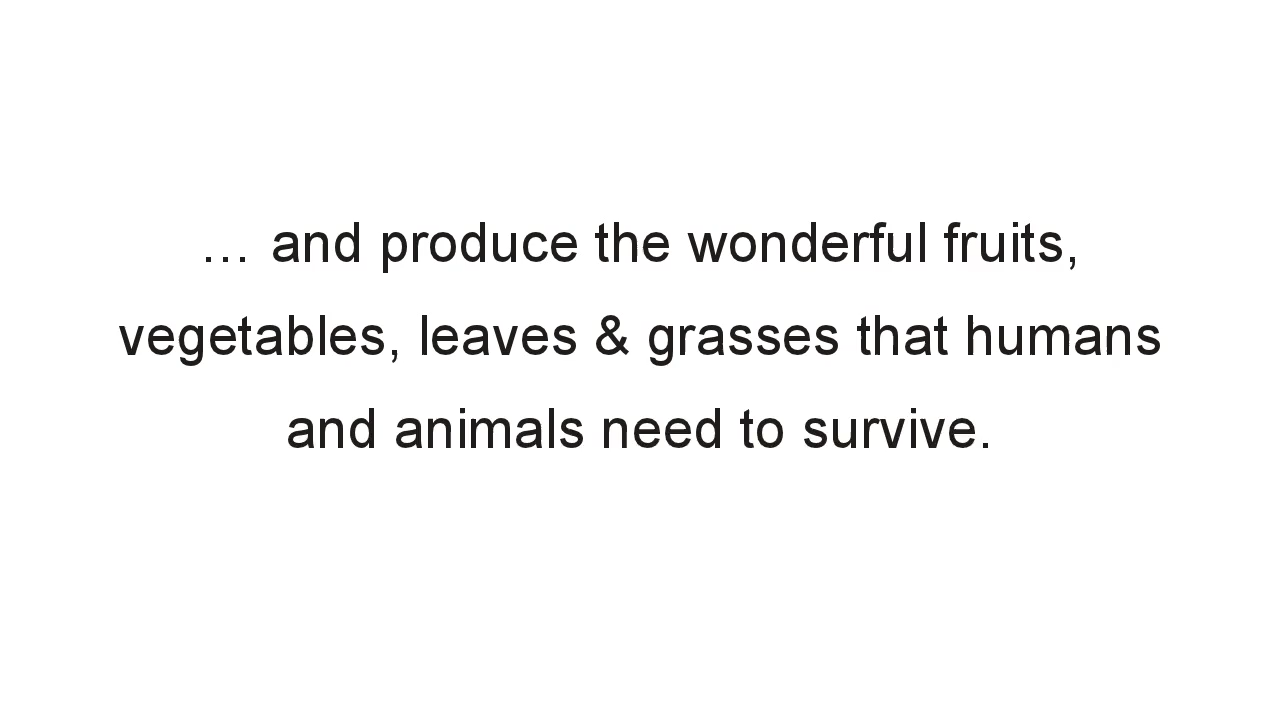 … and produce the wonderful fruits,
vegetables, leaves & grasses that humans
and animals need to survive.